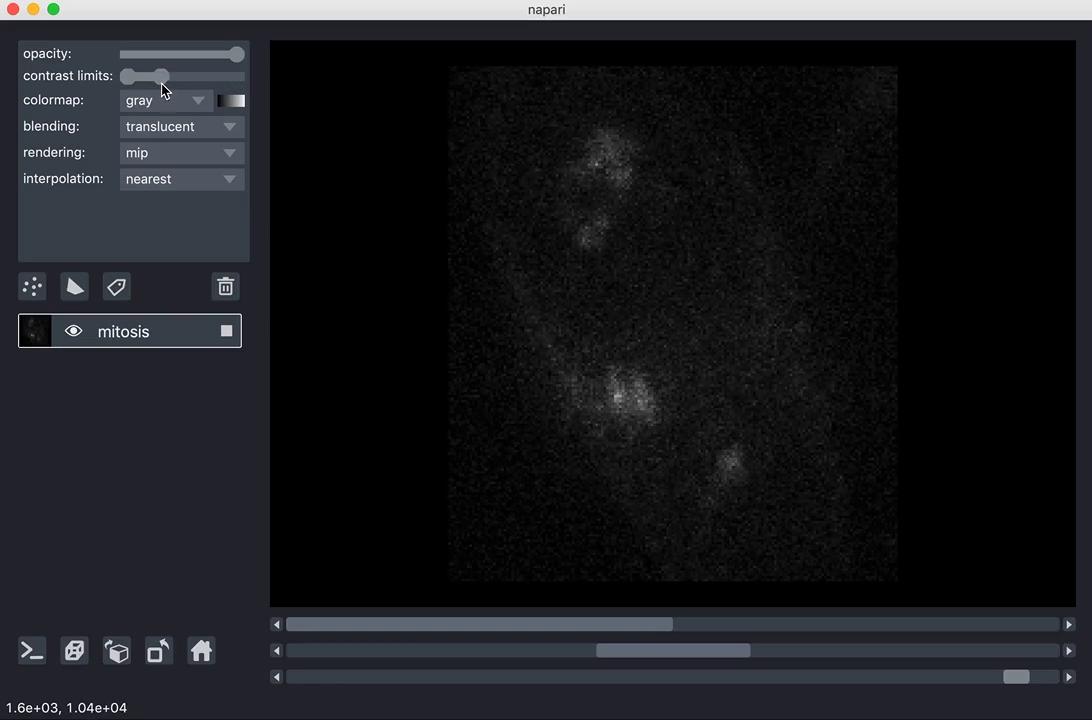 napari
opacity:
contrast limits:
colormap: gray
blending: translucent
rendering: mip
interpolation: nearest
mitosis
1.6e+03, 1.04e+04